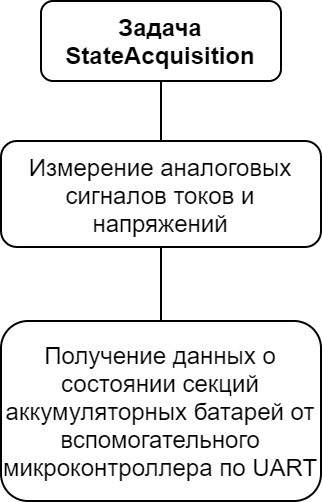 Задача
StateAcquisition
Измерение аналоговых
сигналов токов и
напряжений
Получение данных о
состоянии секций
аккумуляторных батарей от
вспомогательного
микроконтроллера по UART